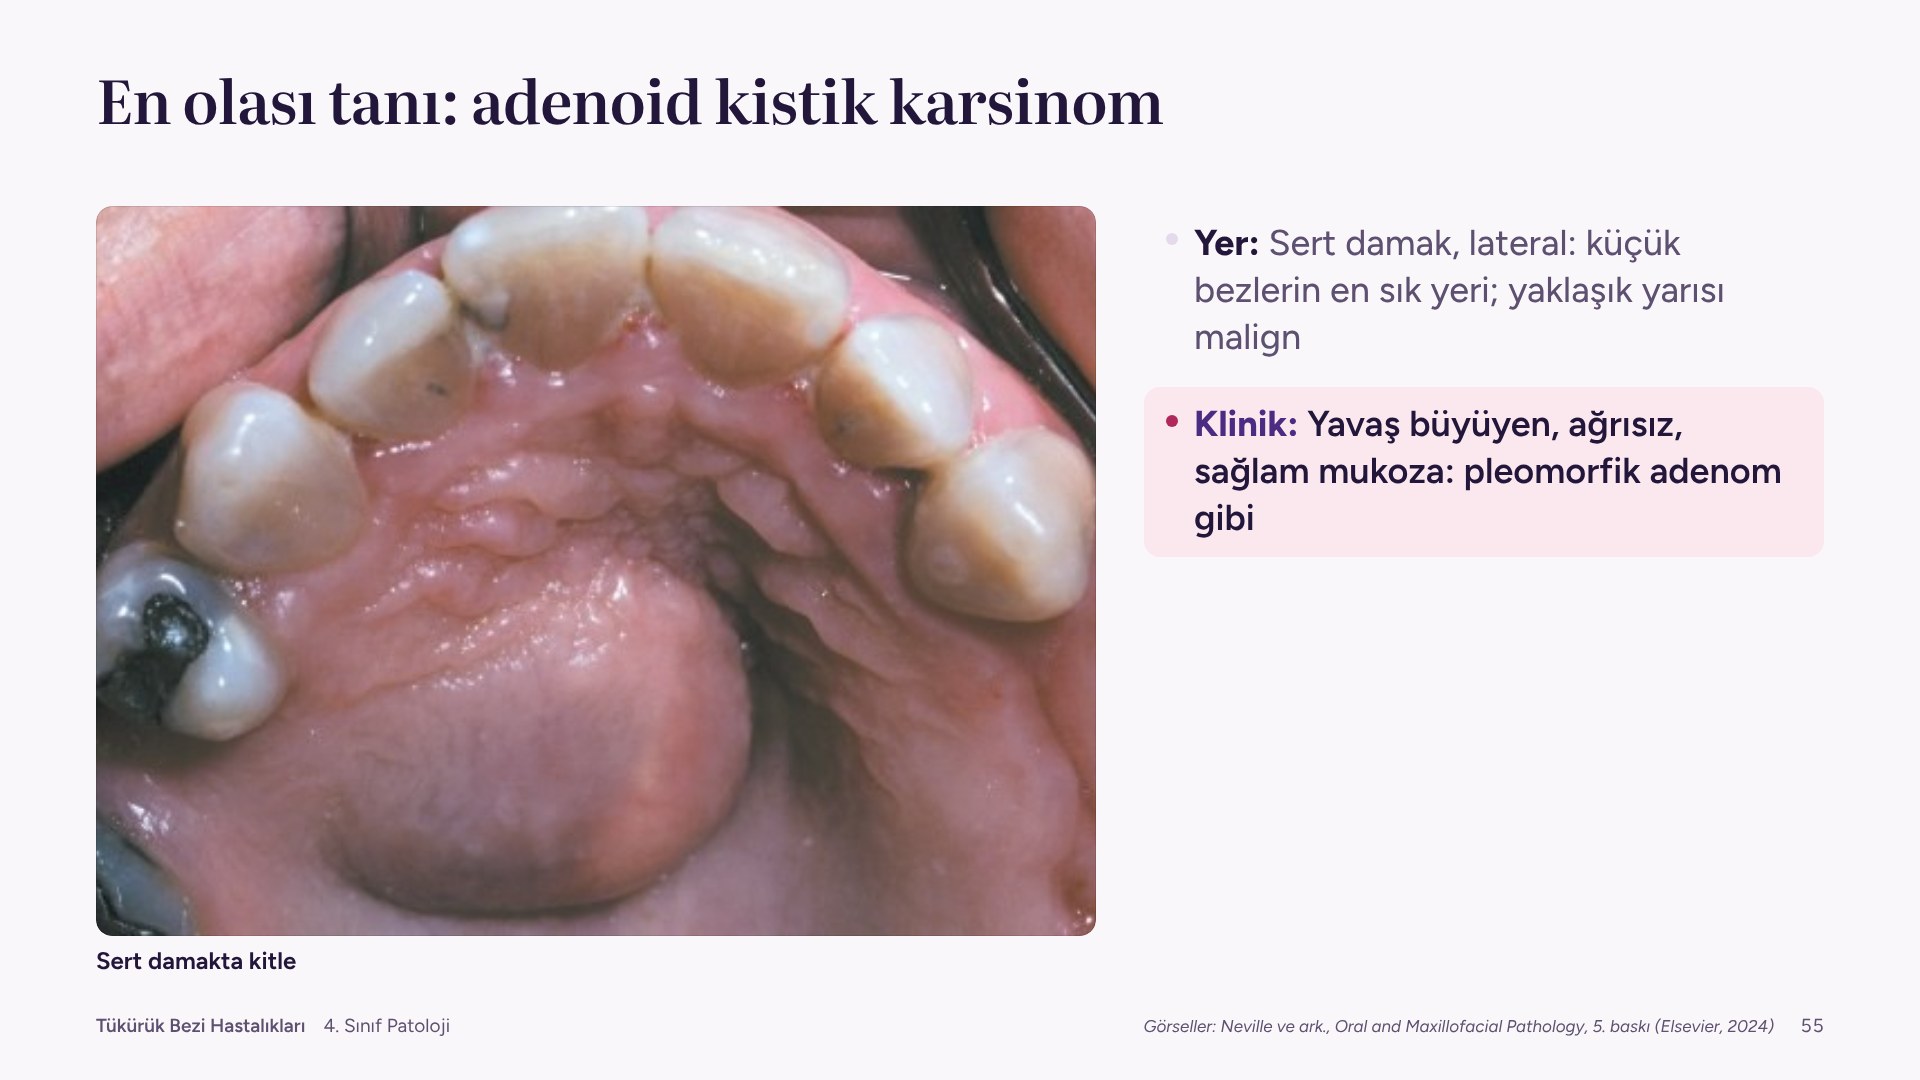 En olası tanı: adenoid kistik karsinom
Yer: Sert damak, lateral: küçük
bezlerin en sık yeri; yaklaşık yarısı
malign
Klinik: Yavaş büyüyen, ağrısız,
sağlam mukoza: pleomorfik adenom
gibi
Sert damakta kitle
Tükürük Bezi Hastalıkları 4. Sınıf Patoloji
Görseller: Neville ve ark., Oral and Maxillofacial Pathology, 5. baskı (Elsevier, 2024) 55